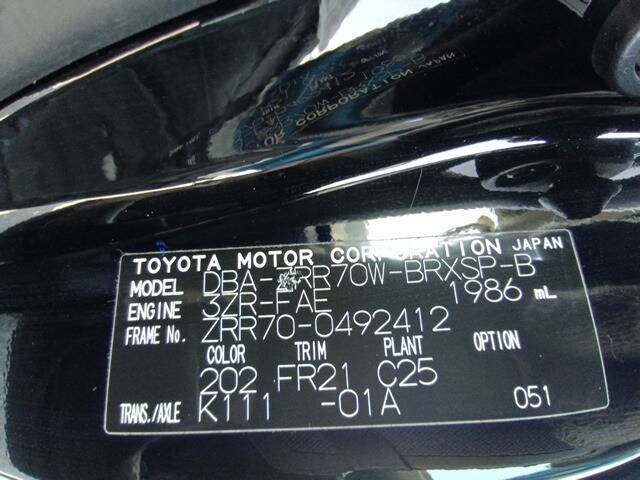 TOYOTA MOTOR CORPORATION JAPAN
MODEL DBA-ZRR70W-BRXSP-B
ENGINE 3ZR-FAE 1986 mL
FRAME NO. ZRR70-0492412
COLOR TRIM PLANT OPTION
202 FR21 C25
TRANS./AXLE K111 -01A 051